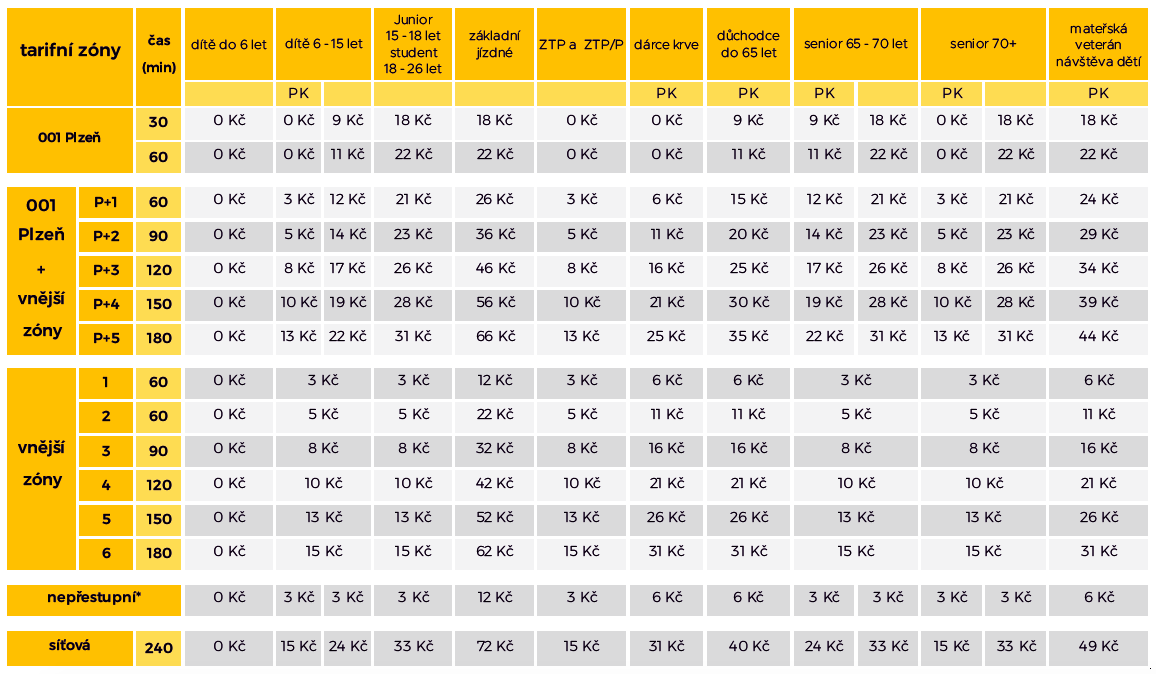 tarifní zóny čas (min) dítě do 6 let dítě 6 - 15 let Junior 15 - 18 let student 18 - 26 let základní jízdné ZTP a ZTP/P dárce krve důchodce do 65 let senior 65 - 70 let senior 70+ mateřská veterán návštěva dětí
PK PK PK PK PK PK
001 Plzeň
30 0 Kč 0 Kč 9 Kč 18 Kč 18 Kč 0 Kč 0 Kč 9 Kč 9 Kč 18 Kč 0 Kč 18 Kč 18 Kč
60 0 Kč 0 Kč 11 Kč 22 Kč 22 Kč 0 Kč 0 Kč 11 Kč 11 Kč 22 Kč 0 Kč 22 Kč 22 Kč
001 Plzeň + vnější zóny
P+1 60 0 Kč 3 Kč 12 Kč 21 Kč 26 Kč 3 Kč 6 Kč 15 Kč 12 Kč 21 Kč 3 Kč 21 Kč 24 Kč
P+2 90 0 Kč 5 Kč 14 Kč 23 Kč 36 Kč 5 Kč 11 Kč 20 Kč 14 Kč 23 Kč 5 Kč 23 Kč 29 Kč
P+3 120 0 Kč 8 Kč 17 Kč 26 Kč 46 Kč 8 Kč 16 Kč 25 Kč 17 Kč 26 Kč 8 Kč 26 Kč 34 Kč
P+4 150 0 Kč 10 Kč 19 Kč 28 Kč 56 Kč 10 Kč 21 Kč 30 Kč 19 Kč 28 Kč 10 Kč 28 Kč 39 Kč
P+5 180 0 Kč 13 Kč 22 Kč 31 Kč 66 Kč 13 Kč 25 Kč 35 Kč 22 Kč 31 Kč 13 Kč 31 Kč 44 Kč
vnější zóny
1 60 0 Kč 3 Kč 3 Kč 12 Kč 3 Kč 6 Kč 6 Kč 3 Kč 3 Kč 6 Kč
2 60 0 Kč 5 Kč 5 Kč 22 Kč 5 Kč 11 Kč 11 Kč 5 Kč 5 Kč 11 Kč
3 90 0 Kč 8 Kč 8 Kč 32 Kč 8 Kč 16 Kč 16 Kč 8 Kč 8 Kč 16 Kč
4 120 0 Kč 10 Kč 10 Kč 42 Kč 10 Kč 21 Kč 21 Kč 10 Kč 10 Kč 21 Kč
5 150 0 Kč 13 Kč 13 Kč 52 Kč 13 Kč 26 Kč 26 Kč 13 Kč 13 Kč 26 Kč
6 180 0 Kč 15 Kč 15 Kč 62 Kč 15 Kč 31 Kč 31 Kč 15 Kč 15 Kč 31 Kč
nepřestupní* 0 Kč 3 Kč 3 Kč 3 Kč 12 Kč 3 Kč 6 Kč 6 Kč 3 Kč 3 Kč 3 Kč 3 Kč 6 Kč
síťová 240 0 Kč 15 Kč 24 Kč 33 Kč 72 Kč 15 Kč 31 Kč 40 Kč 24 Kč 33 Kč 15 Kč 33 Kč 49 Kč